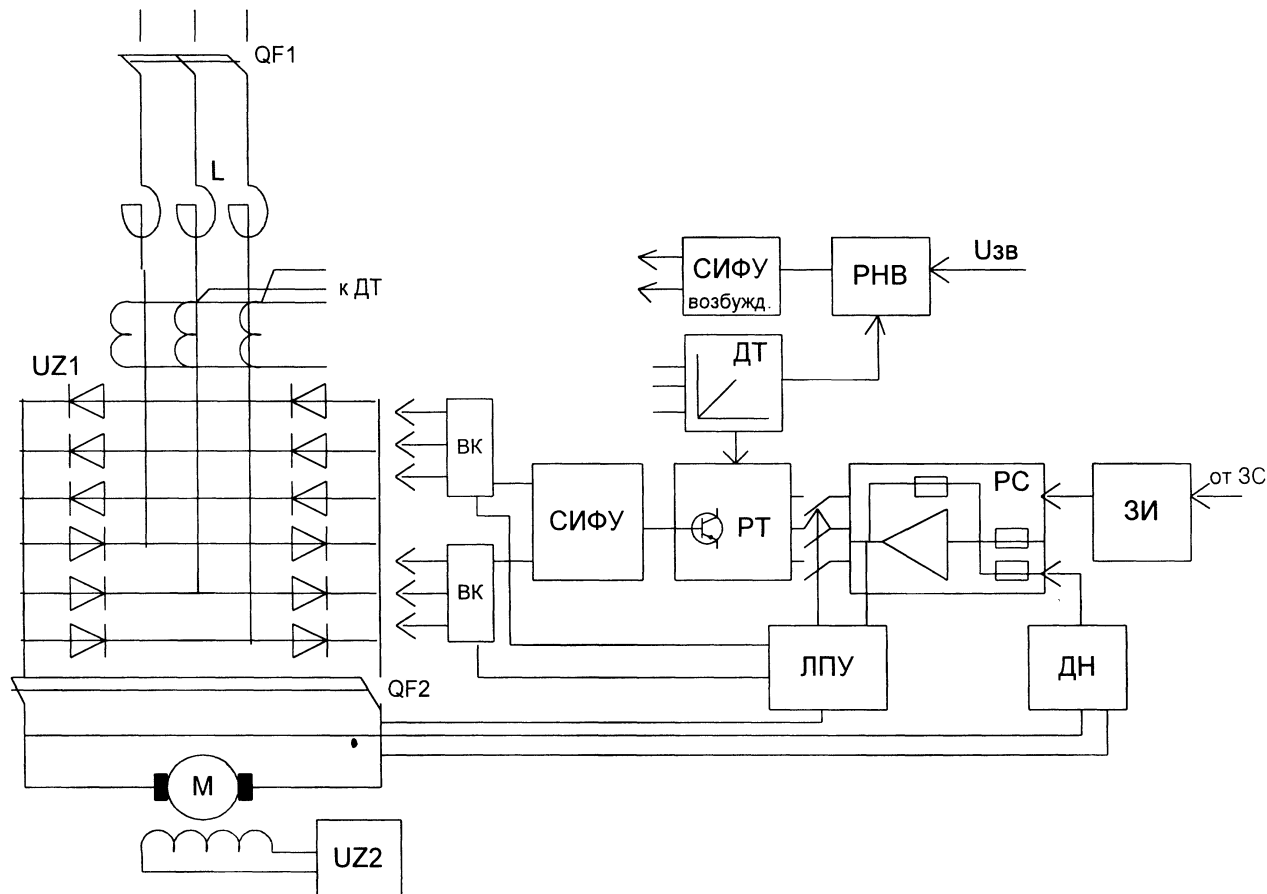 QF1
L
к ДТ
UZ1
СИФУ
возбужд.
РНВ
Uзв
ДТ
ВК
СИФУ
РТ
РС
ЗИ
от ЗС
ВК
ЛПУ
ДН
QF2
М
UZ2